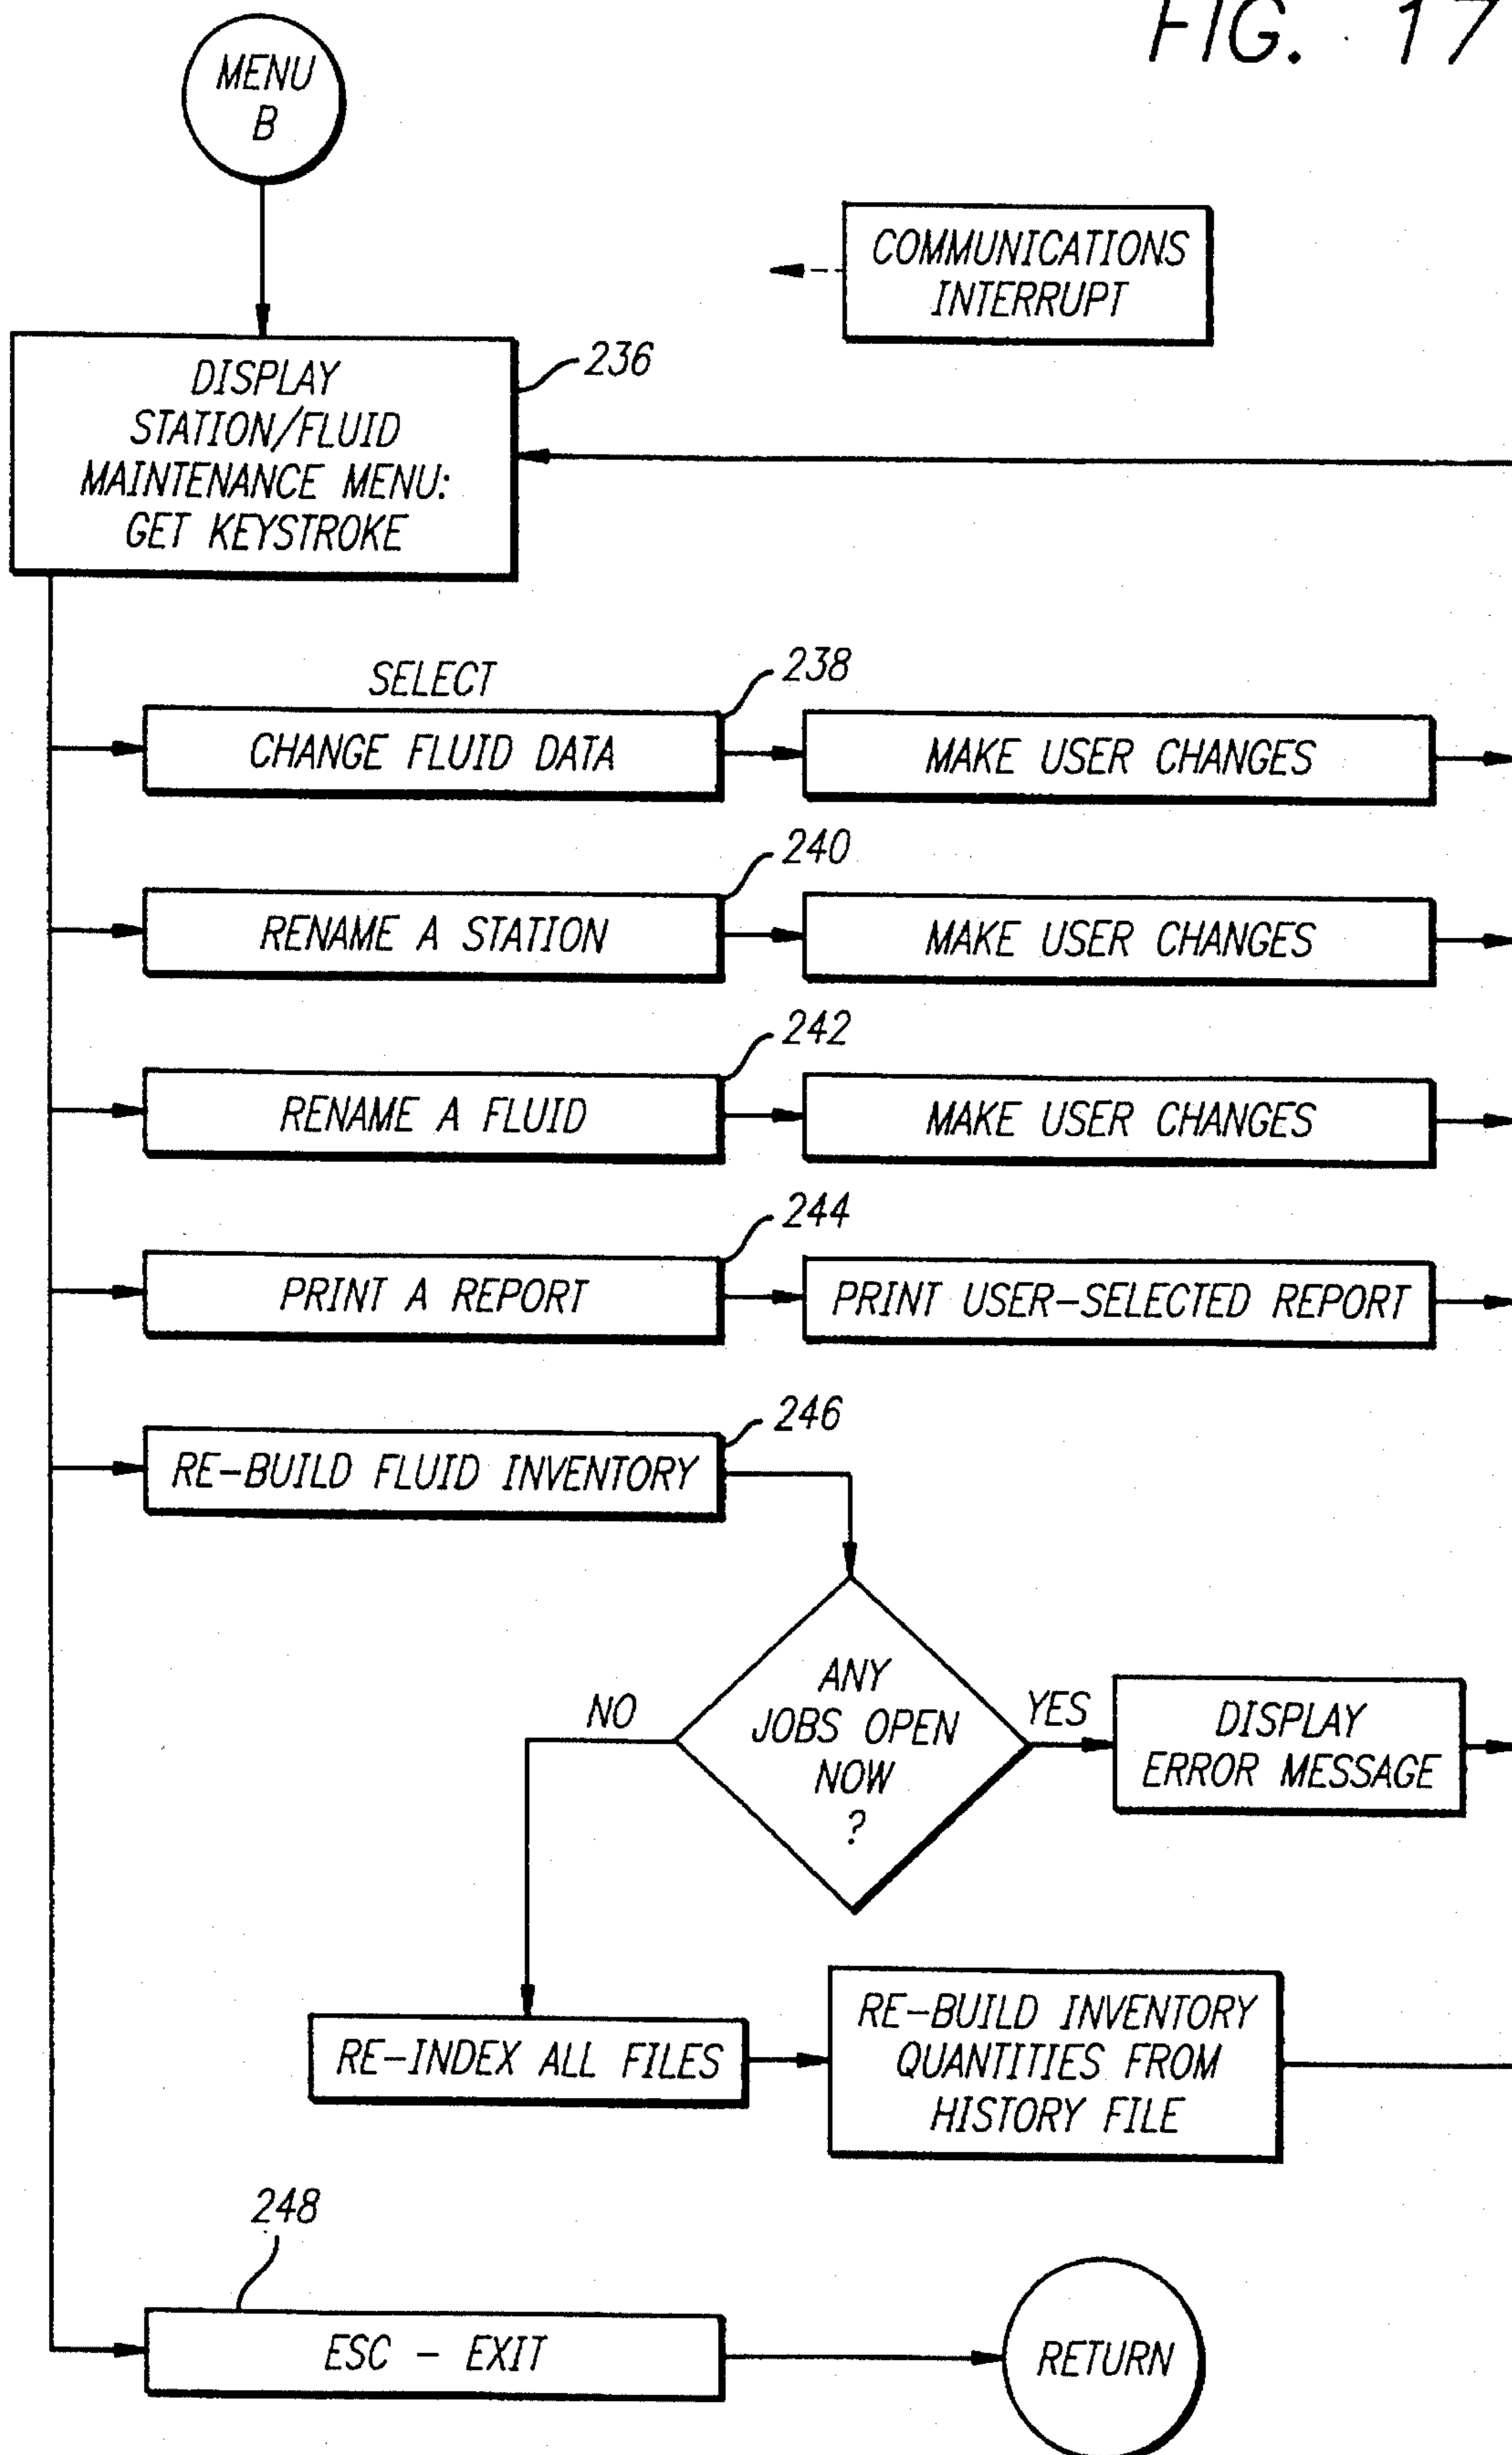 FIG. 17
MENU
B
COMMUNICATIONS
INTERRUPT
DISPLAY
STATION/FLUID
MAINTENANCE MENU:
GET KEYSTROKE
236
SELECT
238
CHANGE FLUID DATA
MAKE USER CHANGES
240
RENAME A STATION
MAKE USER CHANGES
242
RENAME A FLUID
MAKE USER CHANGES
244
PRINT A REPORT
PRINT USER-SELECTED REPORT
246
RE-BUILD FLUID INVENTORY
ANY
JOBS OPEN
NOW
?
NO
YES
DISPLAY
ERROR MESSAGE
RE-INDEX ALL FILES
RE-BUILD INVENTORY
QUANTITIES FROM
HISTORY FILE
248
ESC - EXIT
RETURN